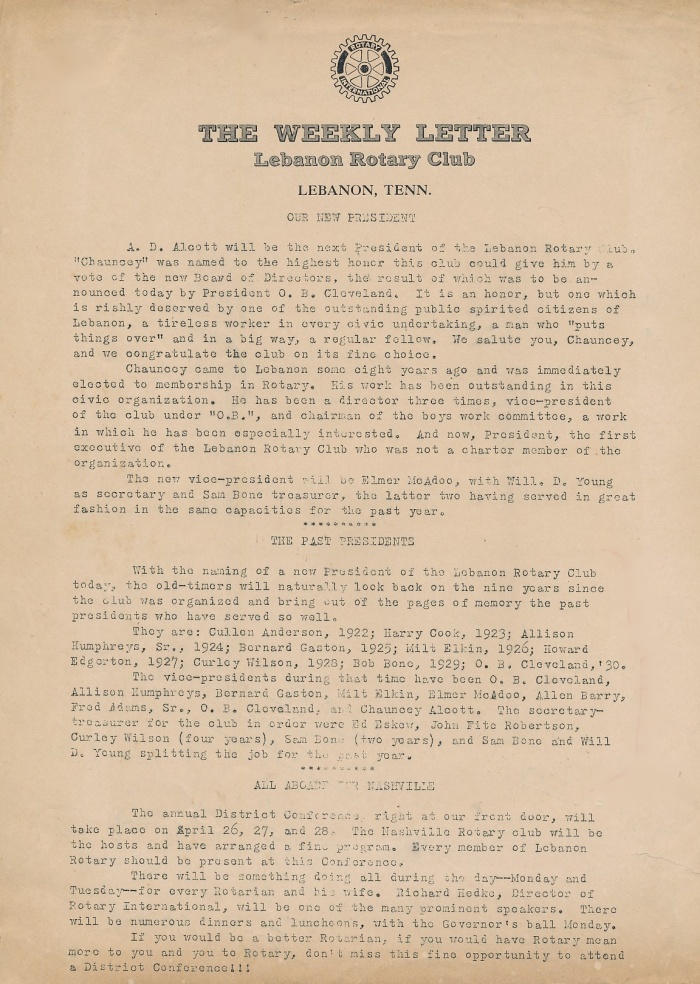 ROTARY
INTERNATIONAL
THE WEEKLY LETTER
Lebanon Rotary Club
LEBANON, TENN.
OUR NEW PRESIDENT
A. D. Alcott will be the next President of the Lebanon Rotary Club.
"Chauncey" was named to the highest honor this club could give him by a
vote of the new Board of Directors, the result of which was to be an-
nounced today by President O. B. Cleveland. It is an honor, but one which
is rishly deserved by one of the outstanding public spirited citizens of
Lebanon, a tireless worker in every civic undertaking, a man who "puts
things over" and in a big way, a regular fellow. We salute you, Chauncey,
and we congratulate the club on its fine choice.
Chauncey came to Lebanon some eight years ago and was immediately
elected to membership in Rotary. His work has been outstanding in this
civic organization. He has been a director three times, vice-president
of the club under "O.B.", and chairman of the boys work committee, a work
in which he has been especially interested. And now, President, the first
executive of the Lebanon Rotary Club who was not a charter member of the
organization.
The new vice-president will be Elmer McAdoo, with Will. D. Young
as secretary and Sam Bone treasurer, the latter two having served in great
fashion in the same capacities for the past year.
**********
THE PAST PRESIDENTS
With the naming of a new President of the Lebanon Rotary Club
today, the old-timers will naturally look back on the nine years since
the club was organized and bring out of the pages of memory the past
presidents who have served so well.
They are: Cullen Anderson, 1922; Harry Cook, 1923; Allison
Humphreys, Sr., 1924; Bernard Gaston, 1925; Milt Elkin, 1926; Howard
Edgerton, 1927; Curley Wilson, 1928; Bob Bone, 1929; O. B. Cleveland,'30.
The vice-presidents during that time have been O. B. Cleveland,
Allison Humphreys, Bernard Gaston, Milt Elkin, Elmer McAdoo, Allen Barry,
Fred Adams, Sr., O. B. Cleveland, and Chauncey Alcott. The secretary-
treasurer for the club in order were Ed Eskew, John Fite Robertson,
Curley Wilson (four years), Sam Bone (two years), and Sam Bone and Will
D. Young splitting the job for the past year.
**********
ALL ABOARD FOR NASHVILLE
The annual District Conference, right at our front door, will
take place on April 26, 27, and 28. The Nashville Rotary club will be
the hosts and have arranged a fine program. Every member of Lebanon
Rotary should be present at this Conference.
There will be something doing all during the day--Monday and
Tuesday--for every Rotarian and his wife. Richard Hedke, Director of
Rotary International, will be one of the many prominent speakers. There
will be numerous dinners and luncheons, with the Governor's ball Monday.
If you would be a better Rotarian, if you would have Rotary mean
more to you and you to Rotary, don't miss this fine opportunity to attend
a District Conference!!!